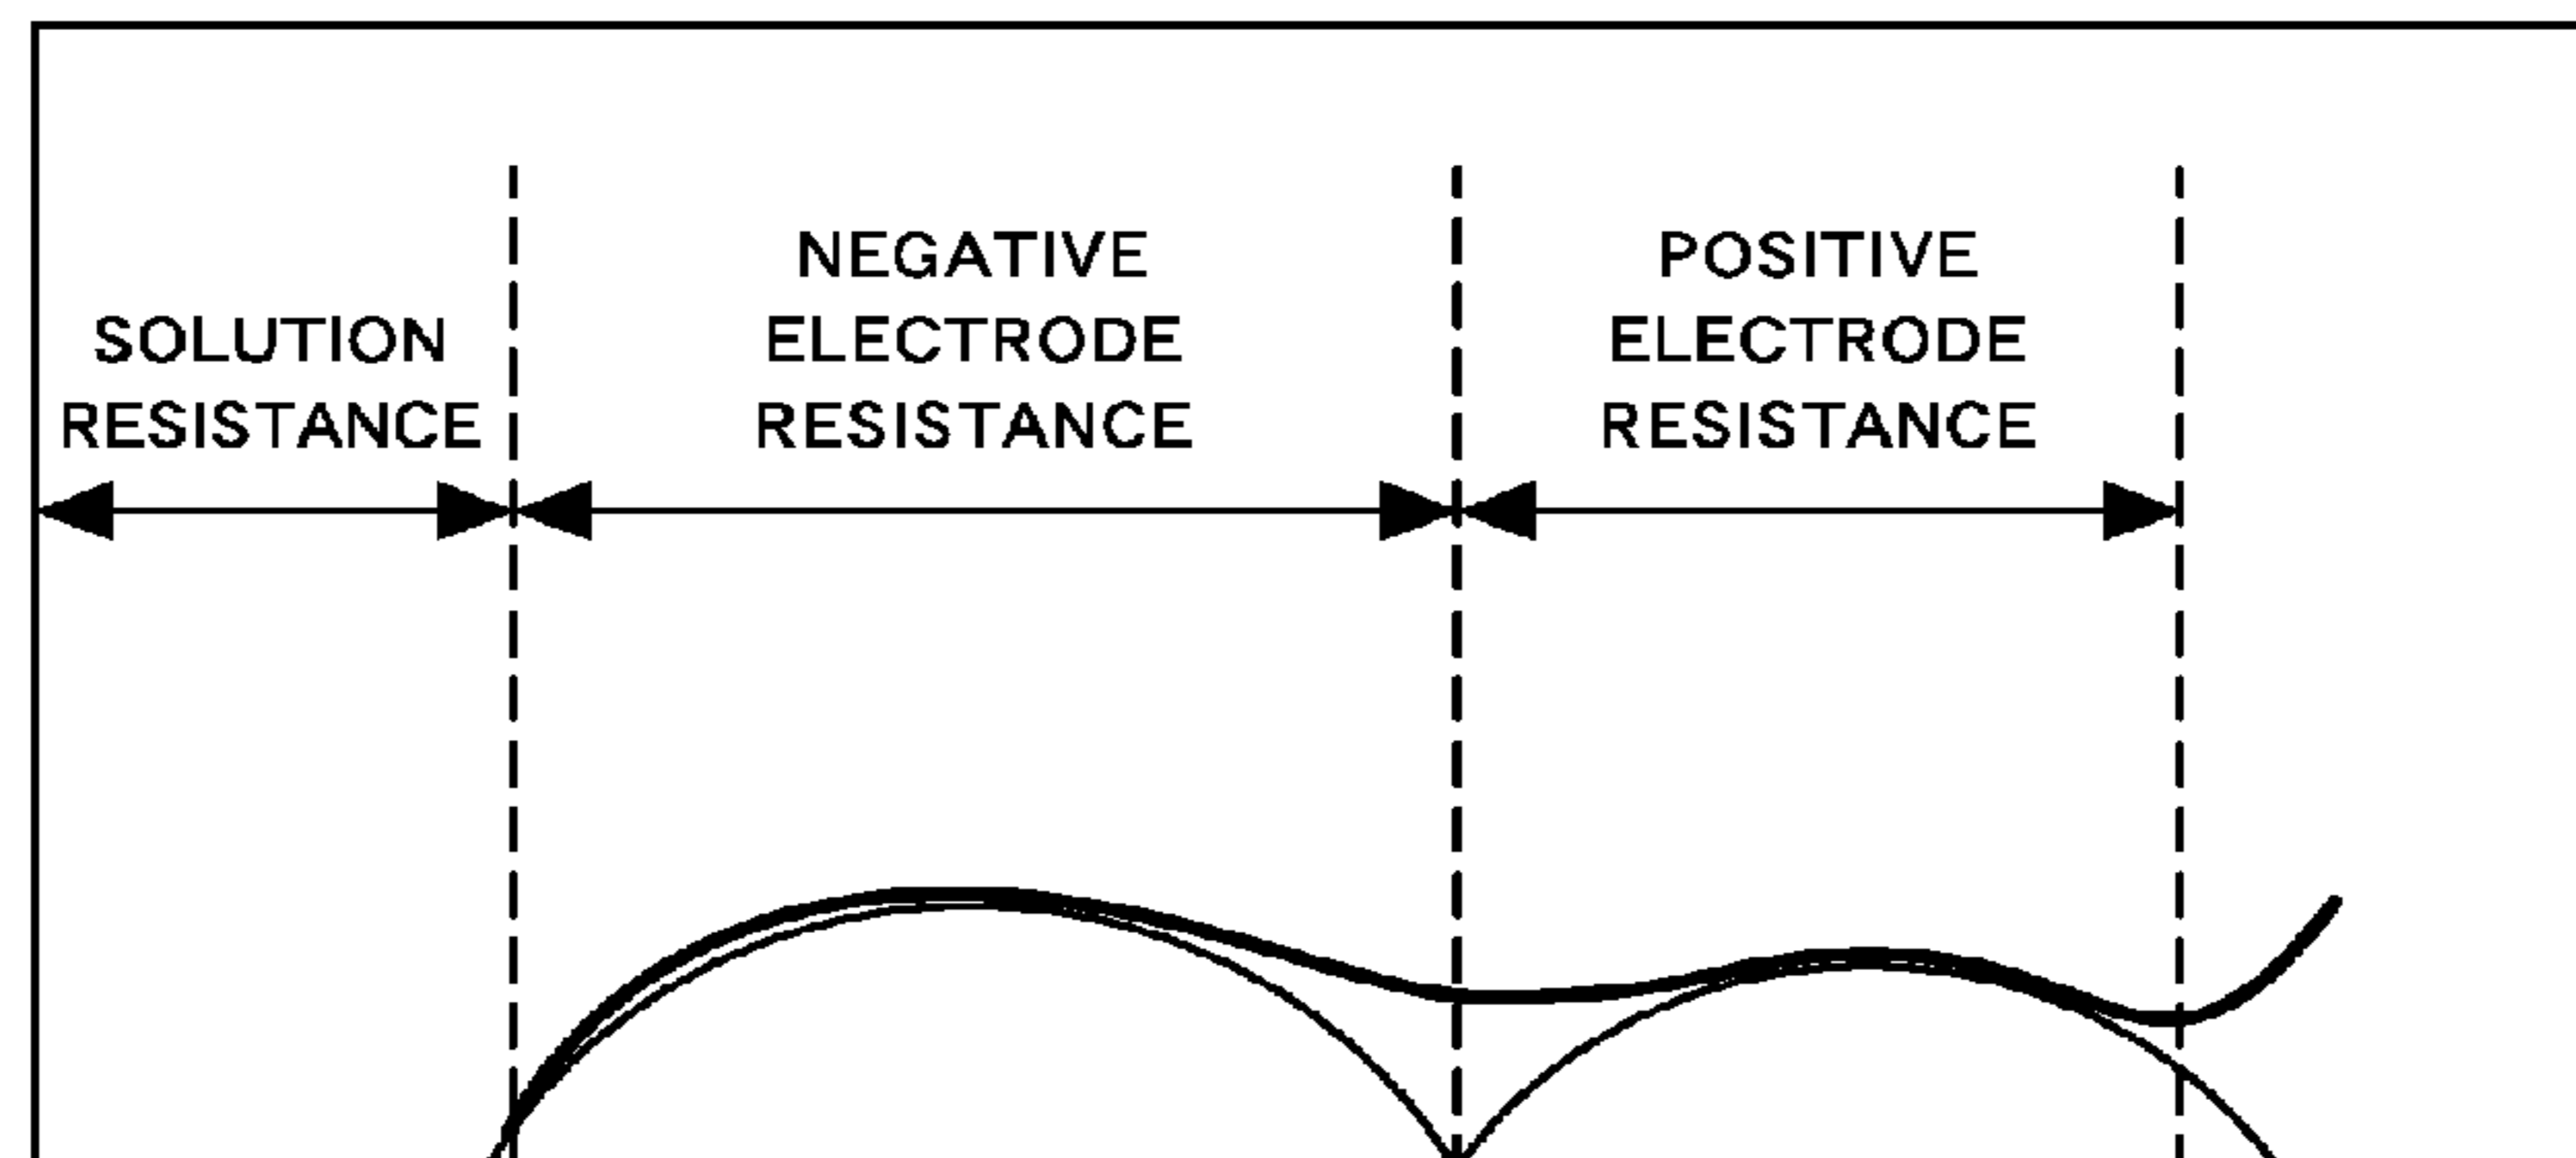 SOLUTION
RESISTANCE
NEGATIVE
ELECTRODE
RESISTANCE
POSITIVE
ELECTRODE
RESISTANCE